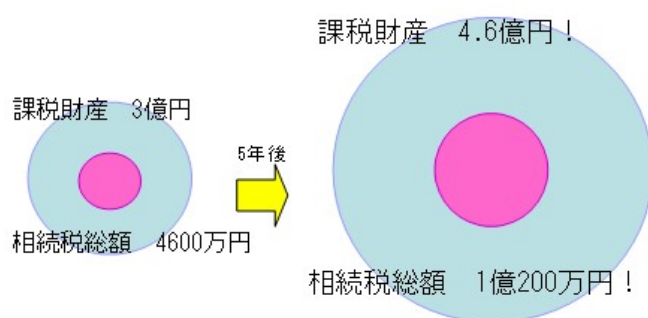 課税財産　3億円
相続税総額　4600万円
5年後
課税財産　4.6億円！
相続税総額　1億200万円！